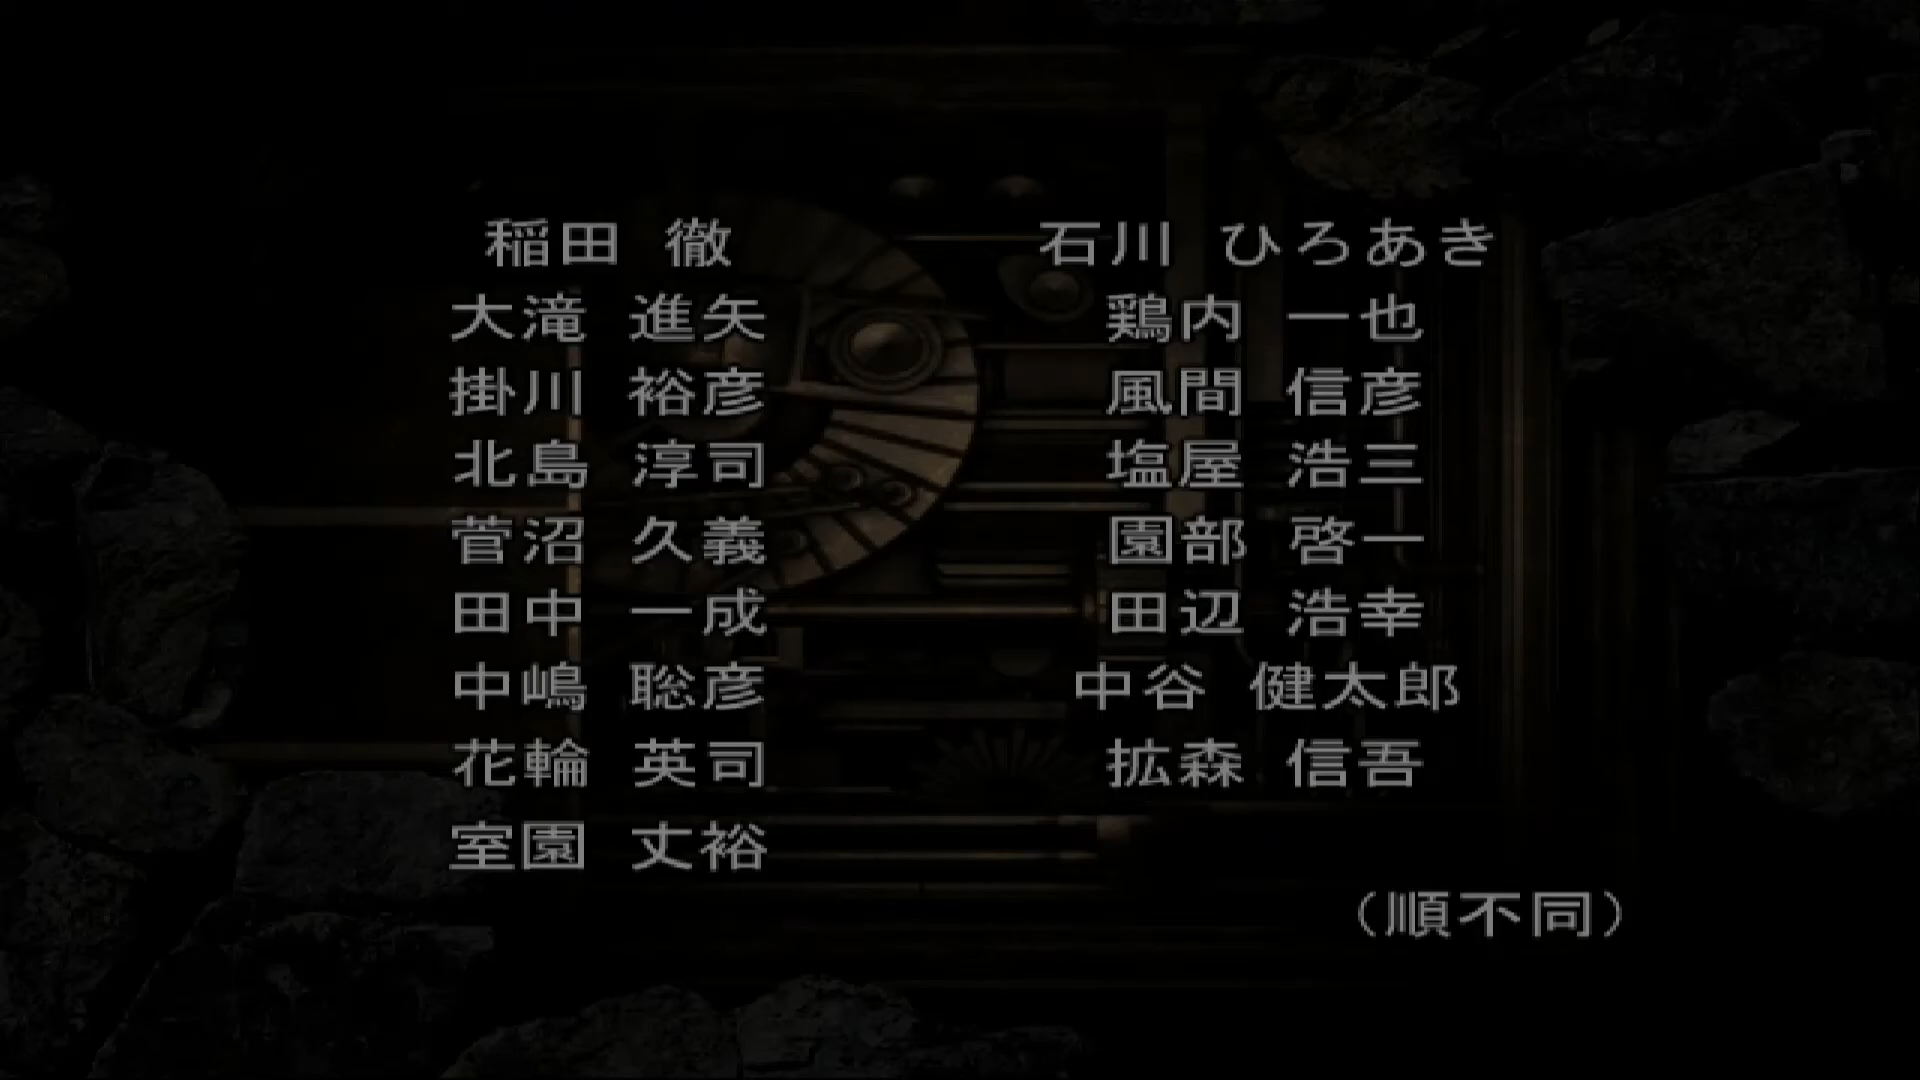 稲田 徹 石川 ひろあき
大滝 進矢 鶏内 一也
掛川 裕彦 風間 信彦
北島 淳司 塩屋 浩三
菅沼 久義 園部 啓一
田中 一成 田辺 浩幸
中嶋 聡彦 中谷 健太郎
花輪 英司 拡森 信吾
室園 丈裕
（順不同）